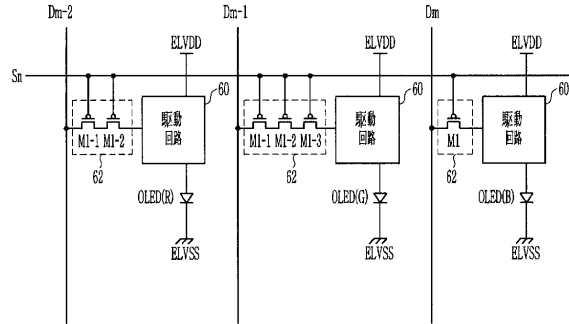 Dm-2 Dm-1 Dm
ELVDD ELVDD ELVDD
Sn
60 60 60
駆動 駆動 駆動
回路 回路 回路
M1-1 M1-2 M1-1 M1-2 M1-3 M1
62 62 62
OLED(R) OLED(G) OLED(B)
ELVSS ELVSS ELVSS